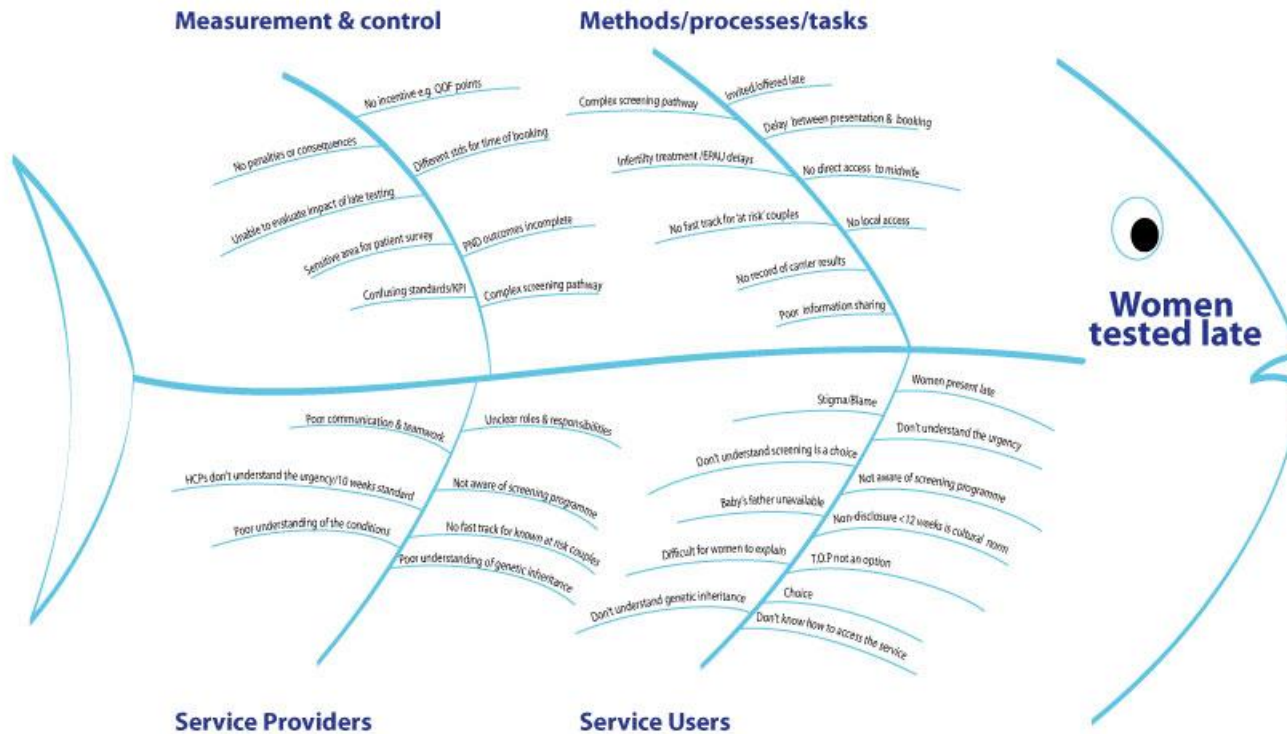 Measurement & control
No incentive e.g. QOF points
No penalties or consequences
Different stds for time of booking
Unable to evaluate impact of late testing
Sensitive area for patient survey
PND outcomes incomplete
Confusing standards/KPI
Complex screening pathway
Methods/processes/tasks
Invited/offered late
Complex screening pathway
Delay between presentation & booking
Infertility treatment /EPAU delays
No direct access to midwife
No fast track for 'at risk' couples
No local access
No record of carrier results
Poor information sharing
Women
tested late
Poor communication & teamwork
Unclear roles & responsibilities
HCPs don't understand the urgency/10 weeks standard
Not aware of screening programme
Poor understanding of the conditions
No fast track for known at risk couples
Poor understanding of genetic inheritance
Service Providers
Women present late
Stigma/Blame
Don't understand the urgency
Don't understand screening is a choice
Not aware of screening programme
Baby's father unavailable
Non-disclosure <12 weeks is cultural norm
Difficult for women to explain
T.O.P not an option
Don't understand genetic inheritance
Choice
Don't know how to access the service
Service Users